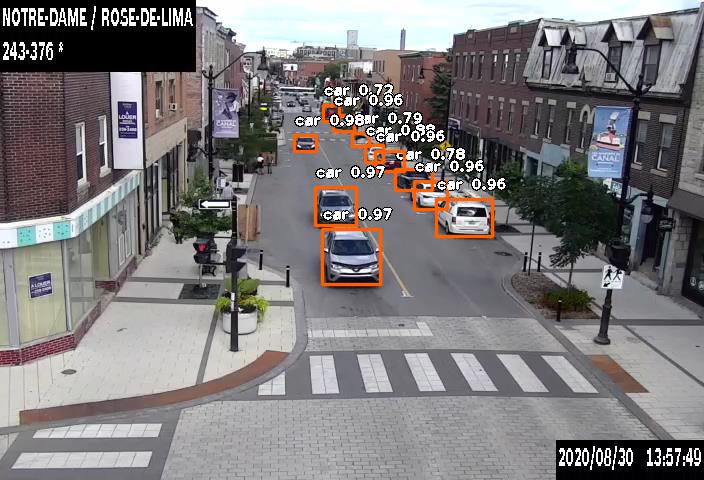 NOTRE-DAME / ROSE-DE-LIMA
243-376 *
car 0.72
car 0.96
car 0.98
0.79
car 0.96
car 0.78
car 0.96
car 0.97
car 0.96
car 0.97
À LOUER
CANAL
CANAL
À LOUER
2020/08/30 13:57:49